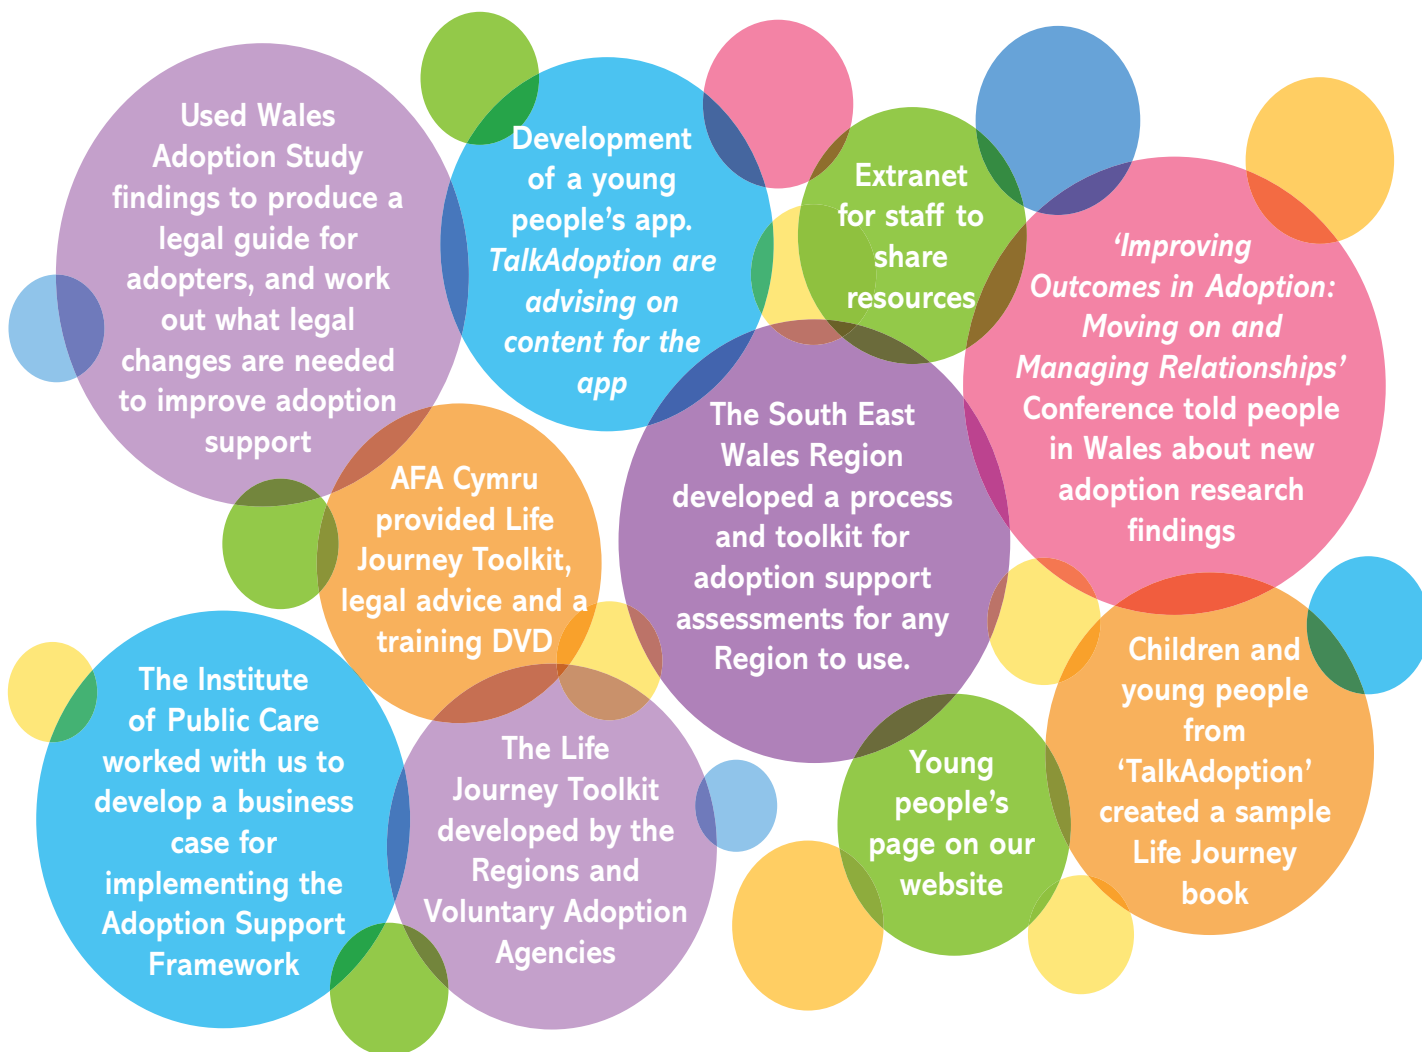 Used Wales
Adoption Study
findings to produce a
legal guide for
adopters, and work
out what legal
changes are needed
to improve adoption
support
Development
of a young
people’s app.
TalkAdoption are
advising on
content for the
app
Extranet
for staff to
share
resources
‘Improving
Outcomes in Adoption:
Moving on and
Managing Relationships’
Conference told people
in Wales about new
adoption research
findings
AFA Cymru
provided Life
Journey Toolkit,
legal advice and a
training DVD
The South East
Wales Region
developed a process
and toolkit for
adoption support
assessments for any
Region to use.
The Institute
of Public Care
worked with us to
develop a business
case for
implementing the
Adoption Support
Framework
The Life
Journey Toolkit
developed by the
Regions and
Voluntary Adoption
Agencies
Young
people’s
page on our
website
Children and
young people
from
‘TalkAdoption’
created a sample
Life Journey
book